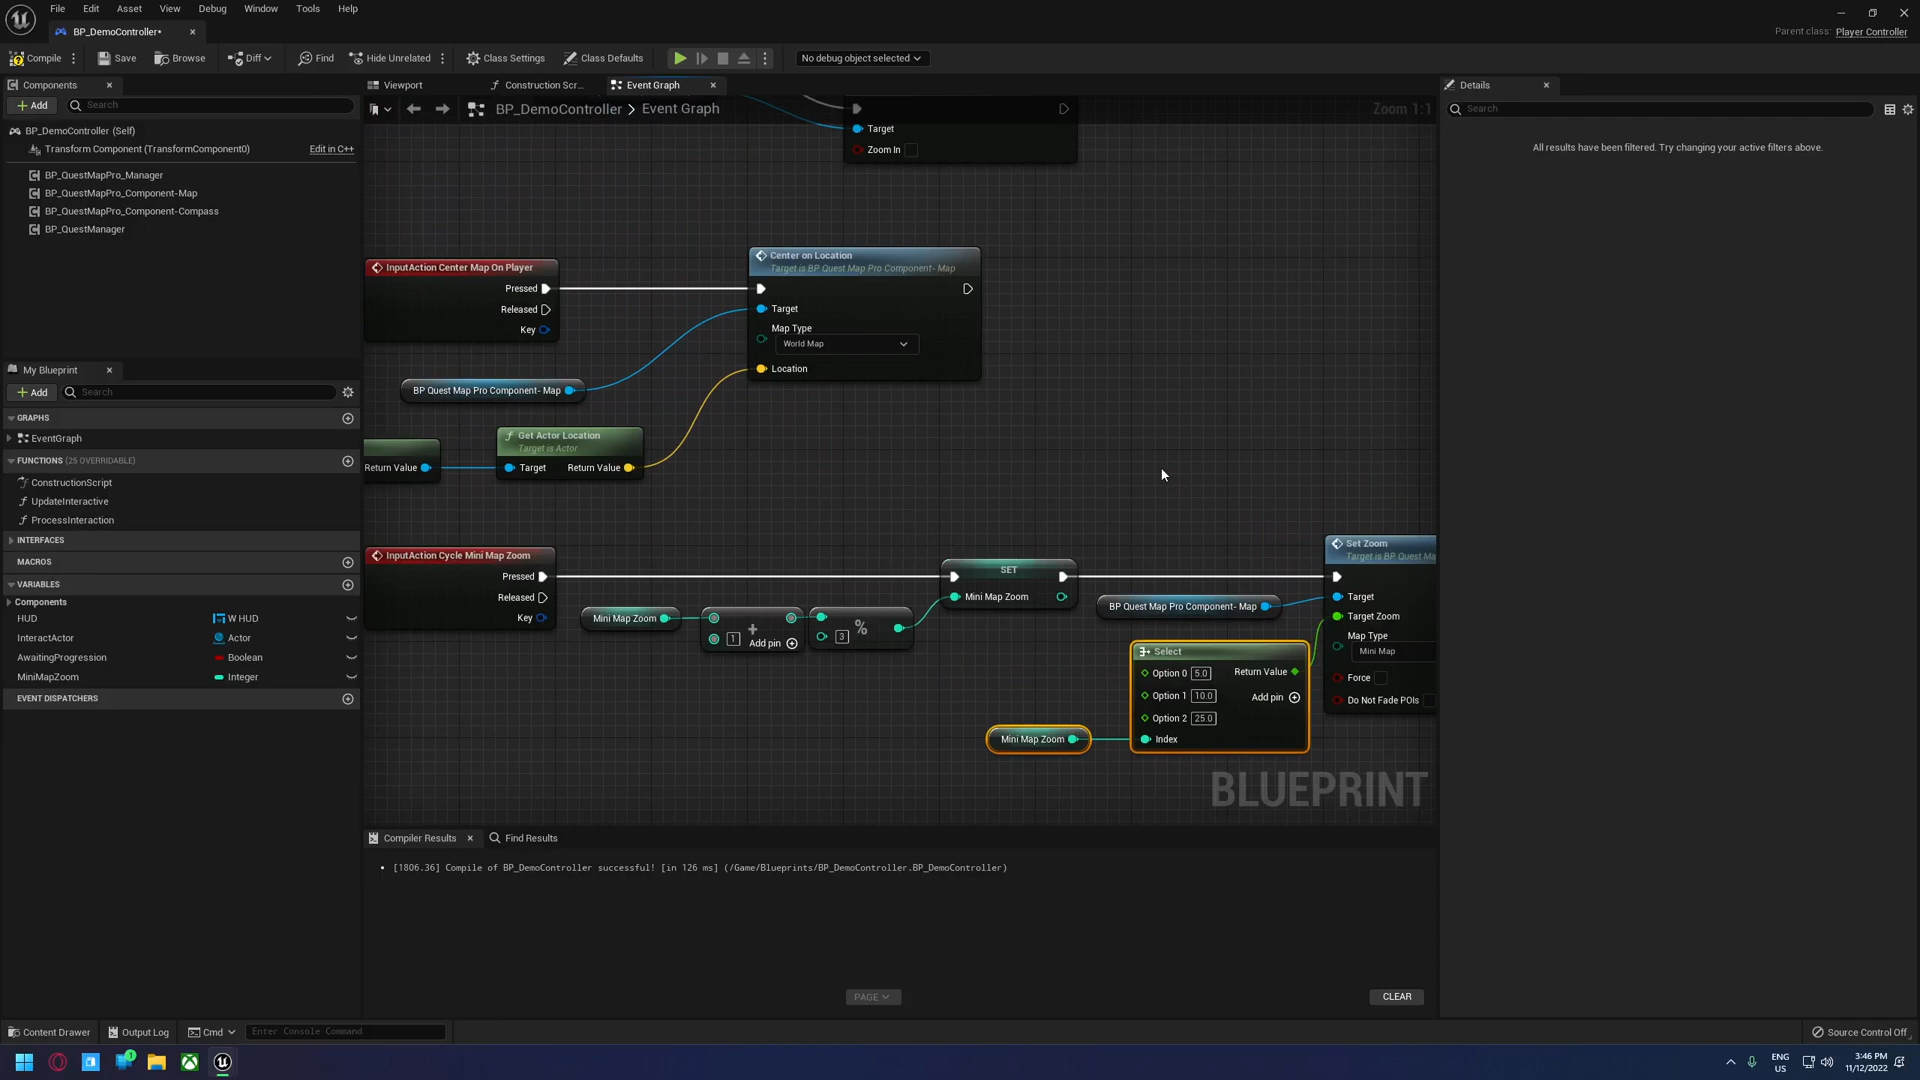 File Edit Asset View Debug Window Tools Help
BP_DemoController•
Parent class: Player Controller
Compile Save Browse Diff Find Hide Unrelated Class Settings Class Defaults No debug object selected
Components
Add Search
BP_DemoController (Self)
Transform Component (TransformComponent0) Edit in C++
BP_QuestMapPro_Manager
BP_QuestMapPro_Component-Map
BP_QuestMapPro_Component-Compass
BP_QuestManager
My Blueprint
Add Search
GRAPHS
EventGraph
FUNCTIONS (25 OVERRIDABLE)
ConstructionScript
UpdateInteractive
ProcessInteraction
INTERFACES
MACROS
VARIABLES
Components
HUD W HUD
InteractActor Actor
AwaitingProgression Boolean
MiniMapZoom Integer
EVENT DISPATCHERS
Viewport Construction Scr... Event Graph
BP_DemoController > Event Graph Zoom 1:1
Target
Zoom In
InputAction Center Map On Player
Pressed
Released
Key
Center on Location
Target is BP Quest Map Pro Component- Map
Target
Map Type
World Map
Location
BP Quest Map Pro Component- Map
Return Value
Get Actor Location
Target is Actor
Target Return Value
InputAction Cycle Mini Map Zoom
Pressed
Released
Key
Mini Map Zoom
+
1 Add pin
%
3
SET
Mini Map Zoom
BP Quest Map Pro Component- Map
Select
Option 0 5.0 Return Value
Option 1 10.0 Add pin
Option 2 25.0
Index
Mini Map Zoom
Set Zoom
Target is BP Quest Ma
Target
Target Zoom
Map Type
Mini Map
Force
Do Not Fade POIs
BLUEPRINT
Compiler Results Find Results
• [1806.36] Compile of BP_DemoController successful! [in 126 ms] (/Game/Blueprints/BP_DemoController.BP_DemoController)
PAGE
CLEAR
Details
Search
All results have been filtered. Try changing your active filters above.
Content Drawer Output Log Cmd Enter Console Command Source Control Off
1
ENG
US
3:46 PM
11/12/2022